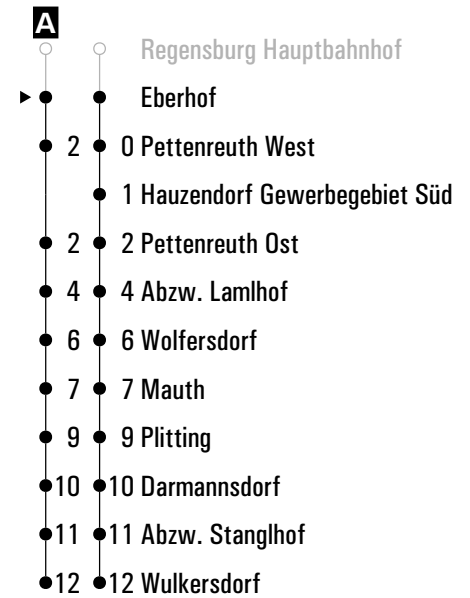 A
Regensburg Hauptbahnhof
Eberhof
2 0 Pettenreuth West
1 Hauzendorf Gewerbegebiet Süd
2 2 Pettenreuth Ost
4 4 Abzw. Lamlhof
6 6 Wolfersdorf
7 7 Mauth
9 9 Plitting
10 10 Darmannsdorf
11 11 Abzw. Stanglhof
12 12 Wulkersdorf